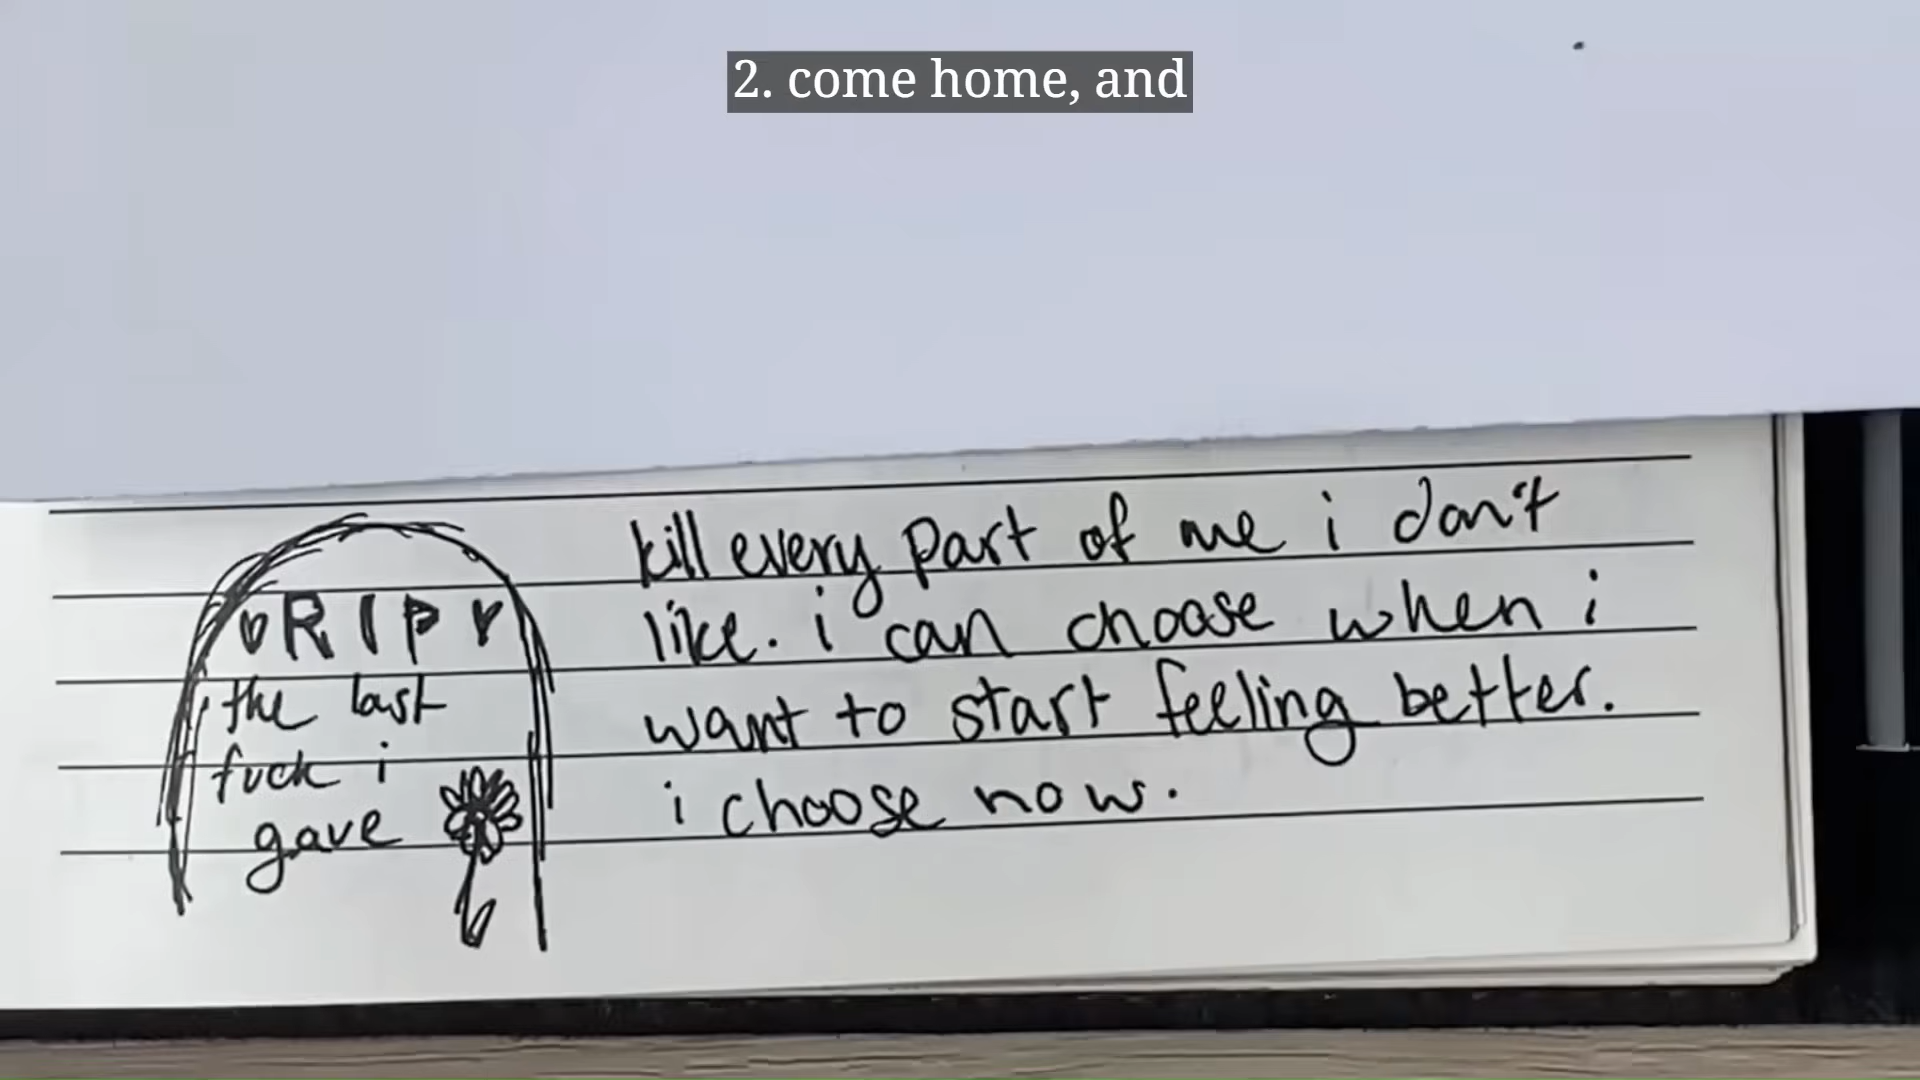 2. come home, and
kill every part of me i don't
like. i can choose when i
want to start feeling better.
i choose now.
RIP
the last
fuck i
gave